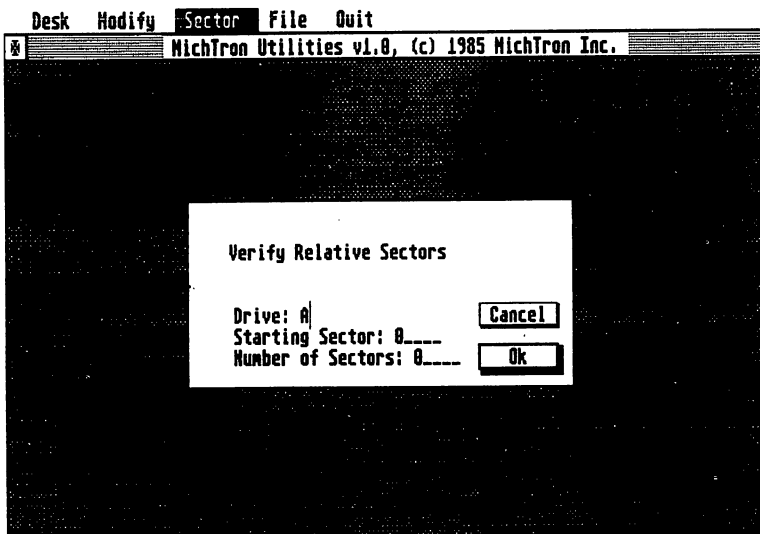 Desk Modify Sector File Quit
MichTron Utilities v1.0, (c) 1985 MichTron Inc.
Verify Relative Sectors
Drive: A
Cancel
Starting Sector: 0____
Number of Sectors: 0____
Ok